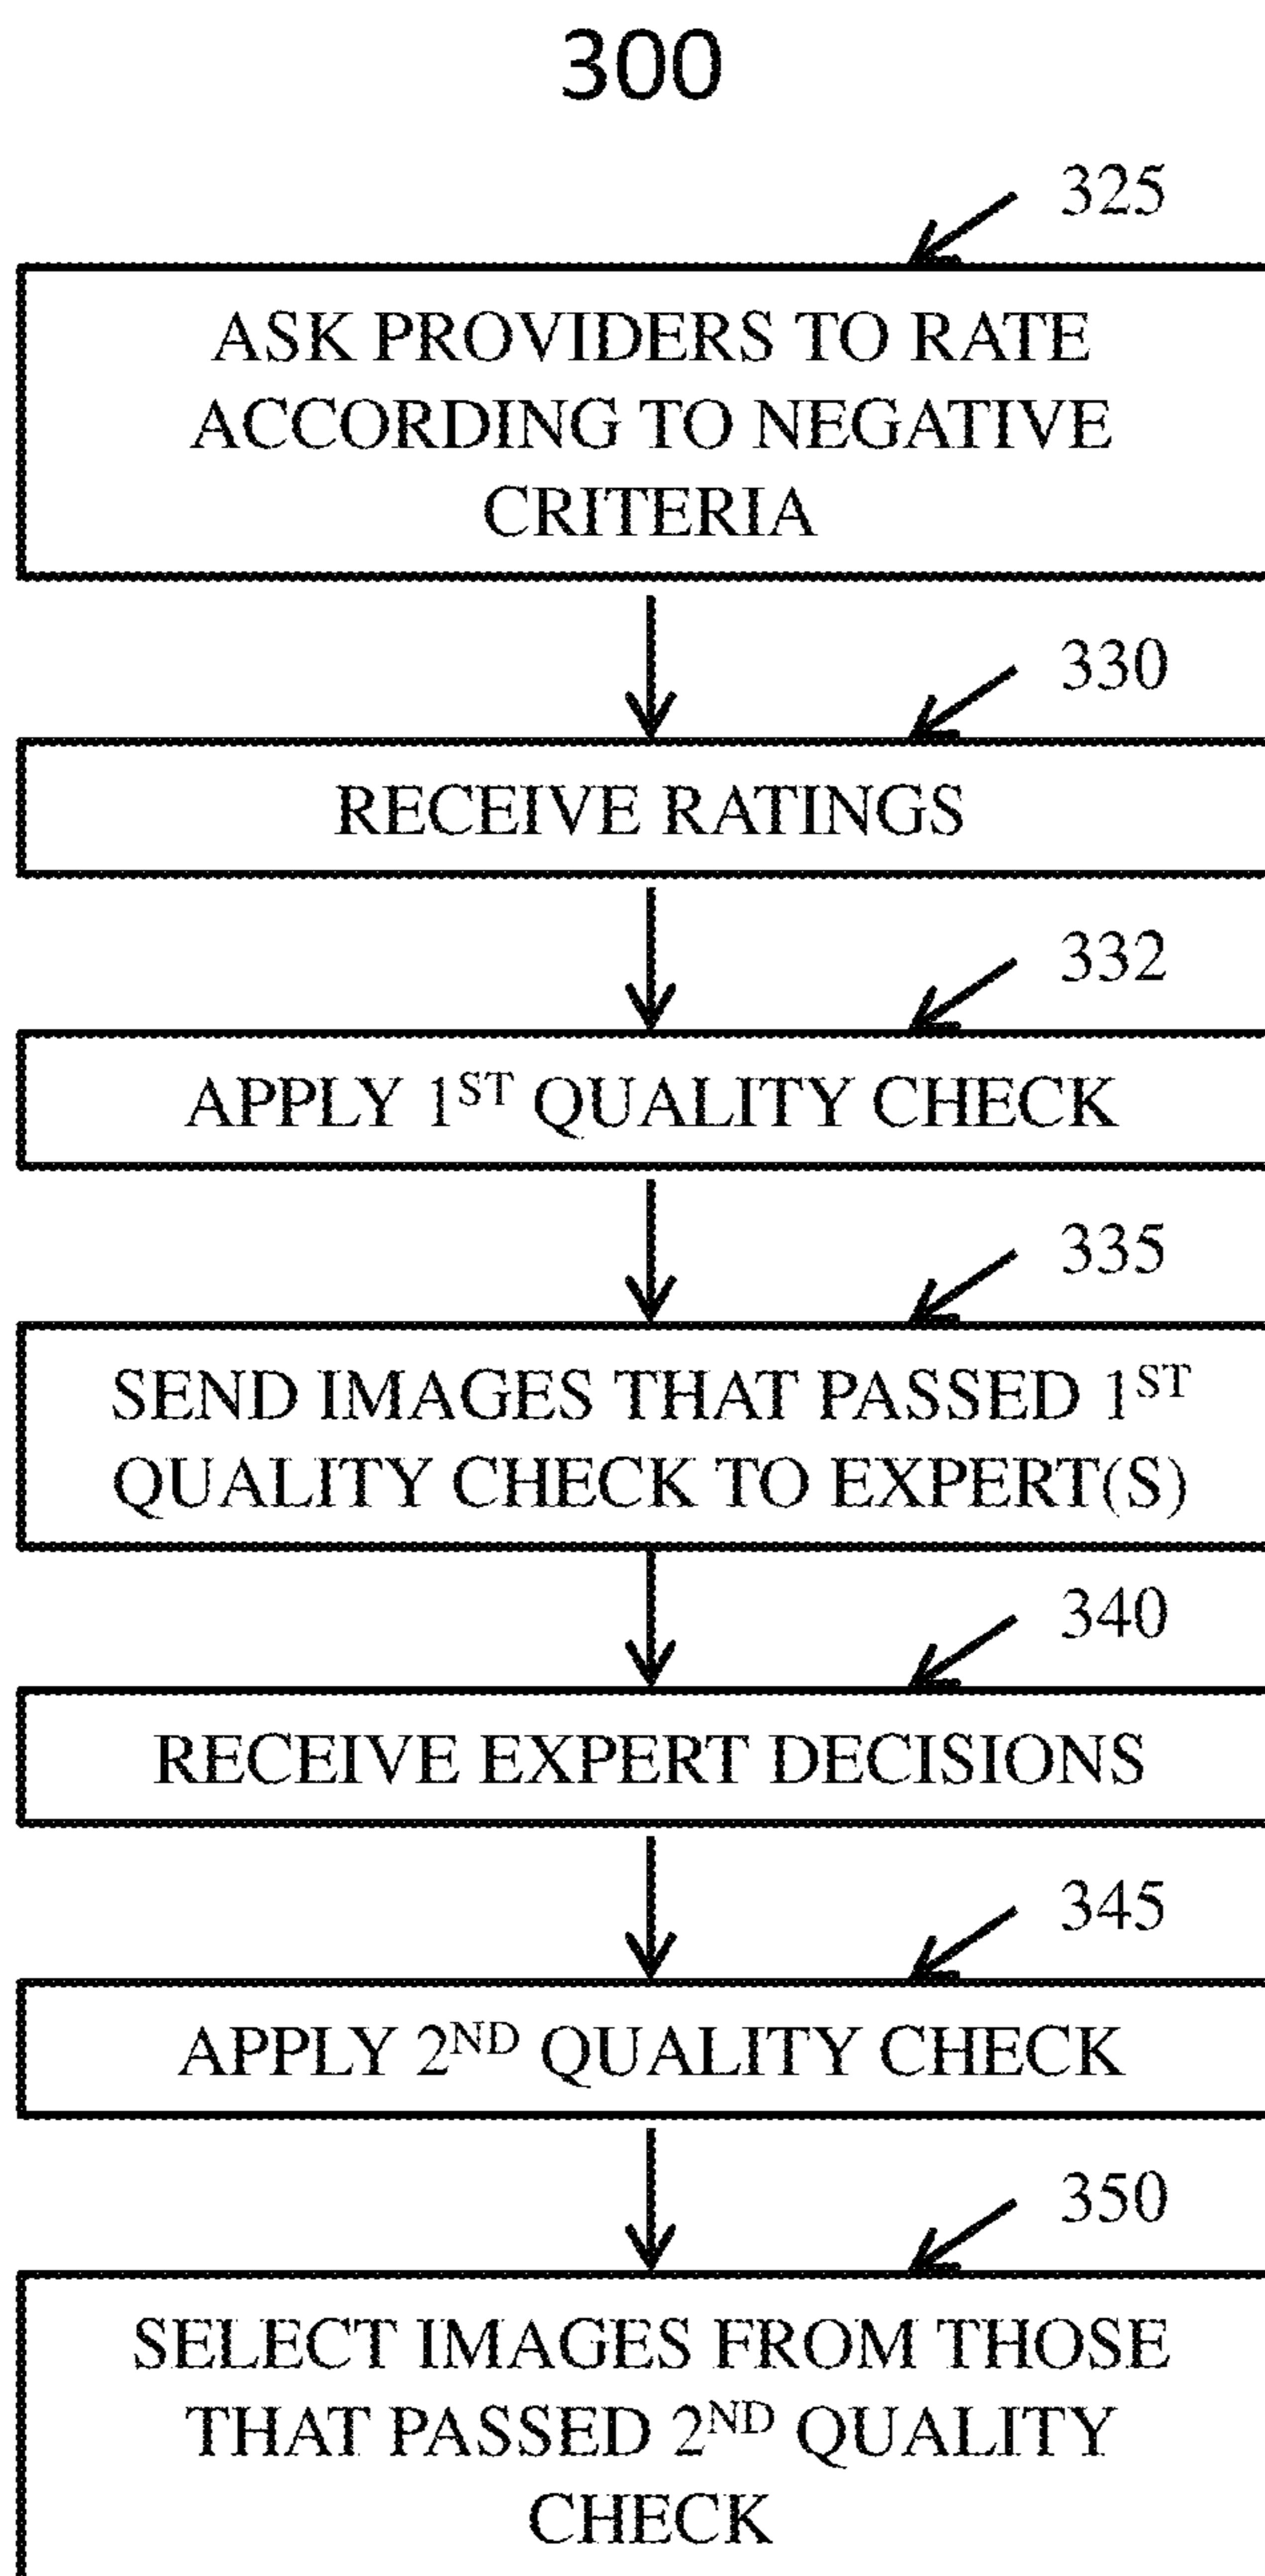 300
325
ASK PROVIDERS TO RATE
ACCORDING TO NEGATIVE
CRITERIA
330
RECEIVE RATINGS
332
APPLY 1ST QUALITY CHECK
335
SEND IMAGES THAT PASSED 1ST
QUALITY CHECK TO EXPERT(S)
340
RECEIVE EXPERT DECISIONS
345
APPLY 2ND QUALITY CHECK
350
SELECT IMAGES FROM THOSE
THAT PASSED 2ND QUALITY
CHECK